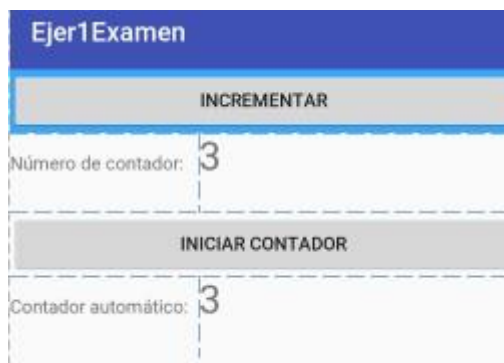 Ejer1Examen
INCREMENTAR
Número de contador: 3
INICIAR CONTADOR
Contador automático: 3